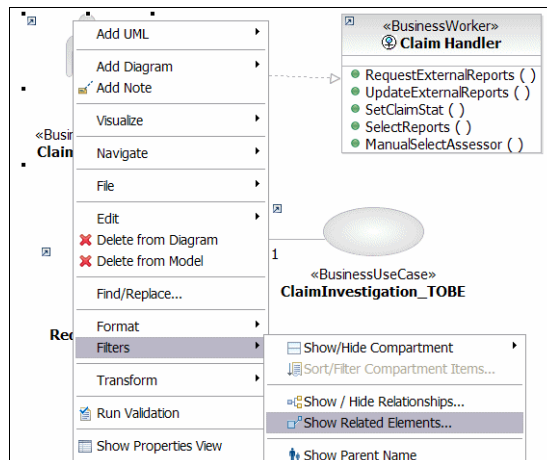 Add UML
Add Diagram
Add Note
Visualize
Navigate
File
Edit
Delete from Diagram
Delete from Model
Find/Replace...
Format
Filters
Transform
Run Validation
Show Properties View
Show/Hide Compartment
Sort/Filter Compartment Items...
Show / Hide Relationships...
Show Related Elements...
Show Parent Name
«BusinessWorker»
Claim Handler
RequestExternalReports ( )
UpdateExternalReports ( )
SetClaimStat ( )
SelectReports ( )
ManualSelectAssessor ( )
«Busin
Claim
1
«BusinessUseCase»
ClaimInvestigation_TOBE